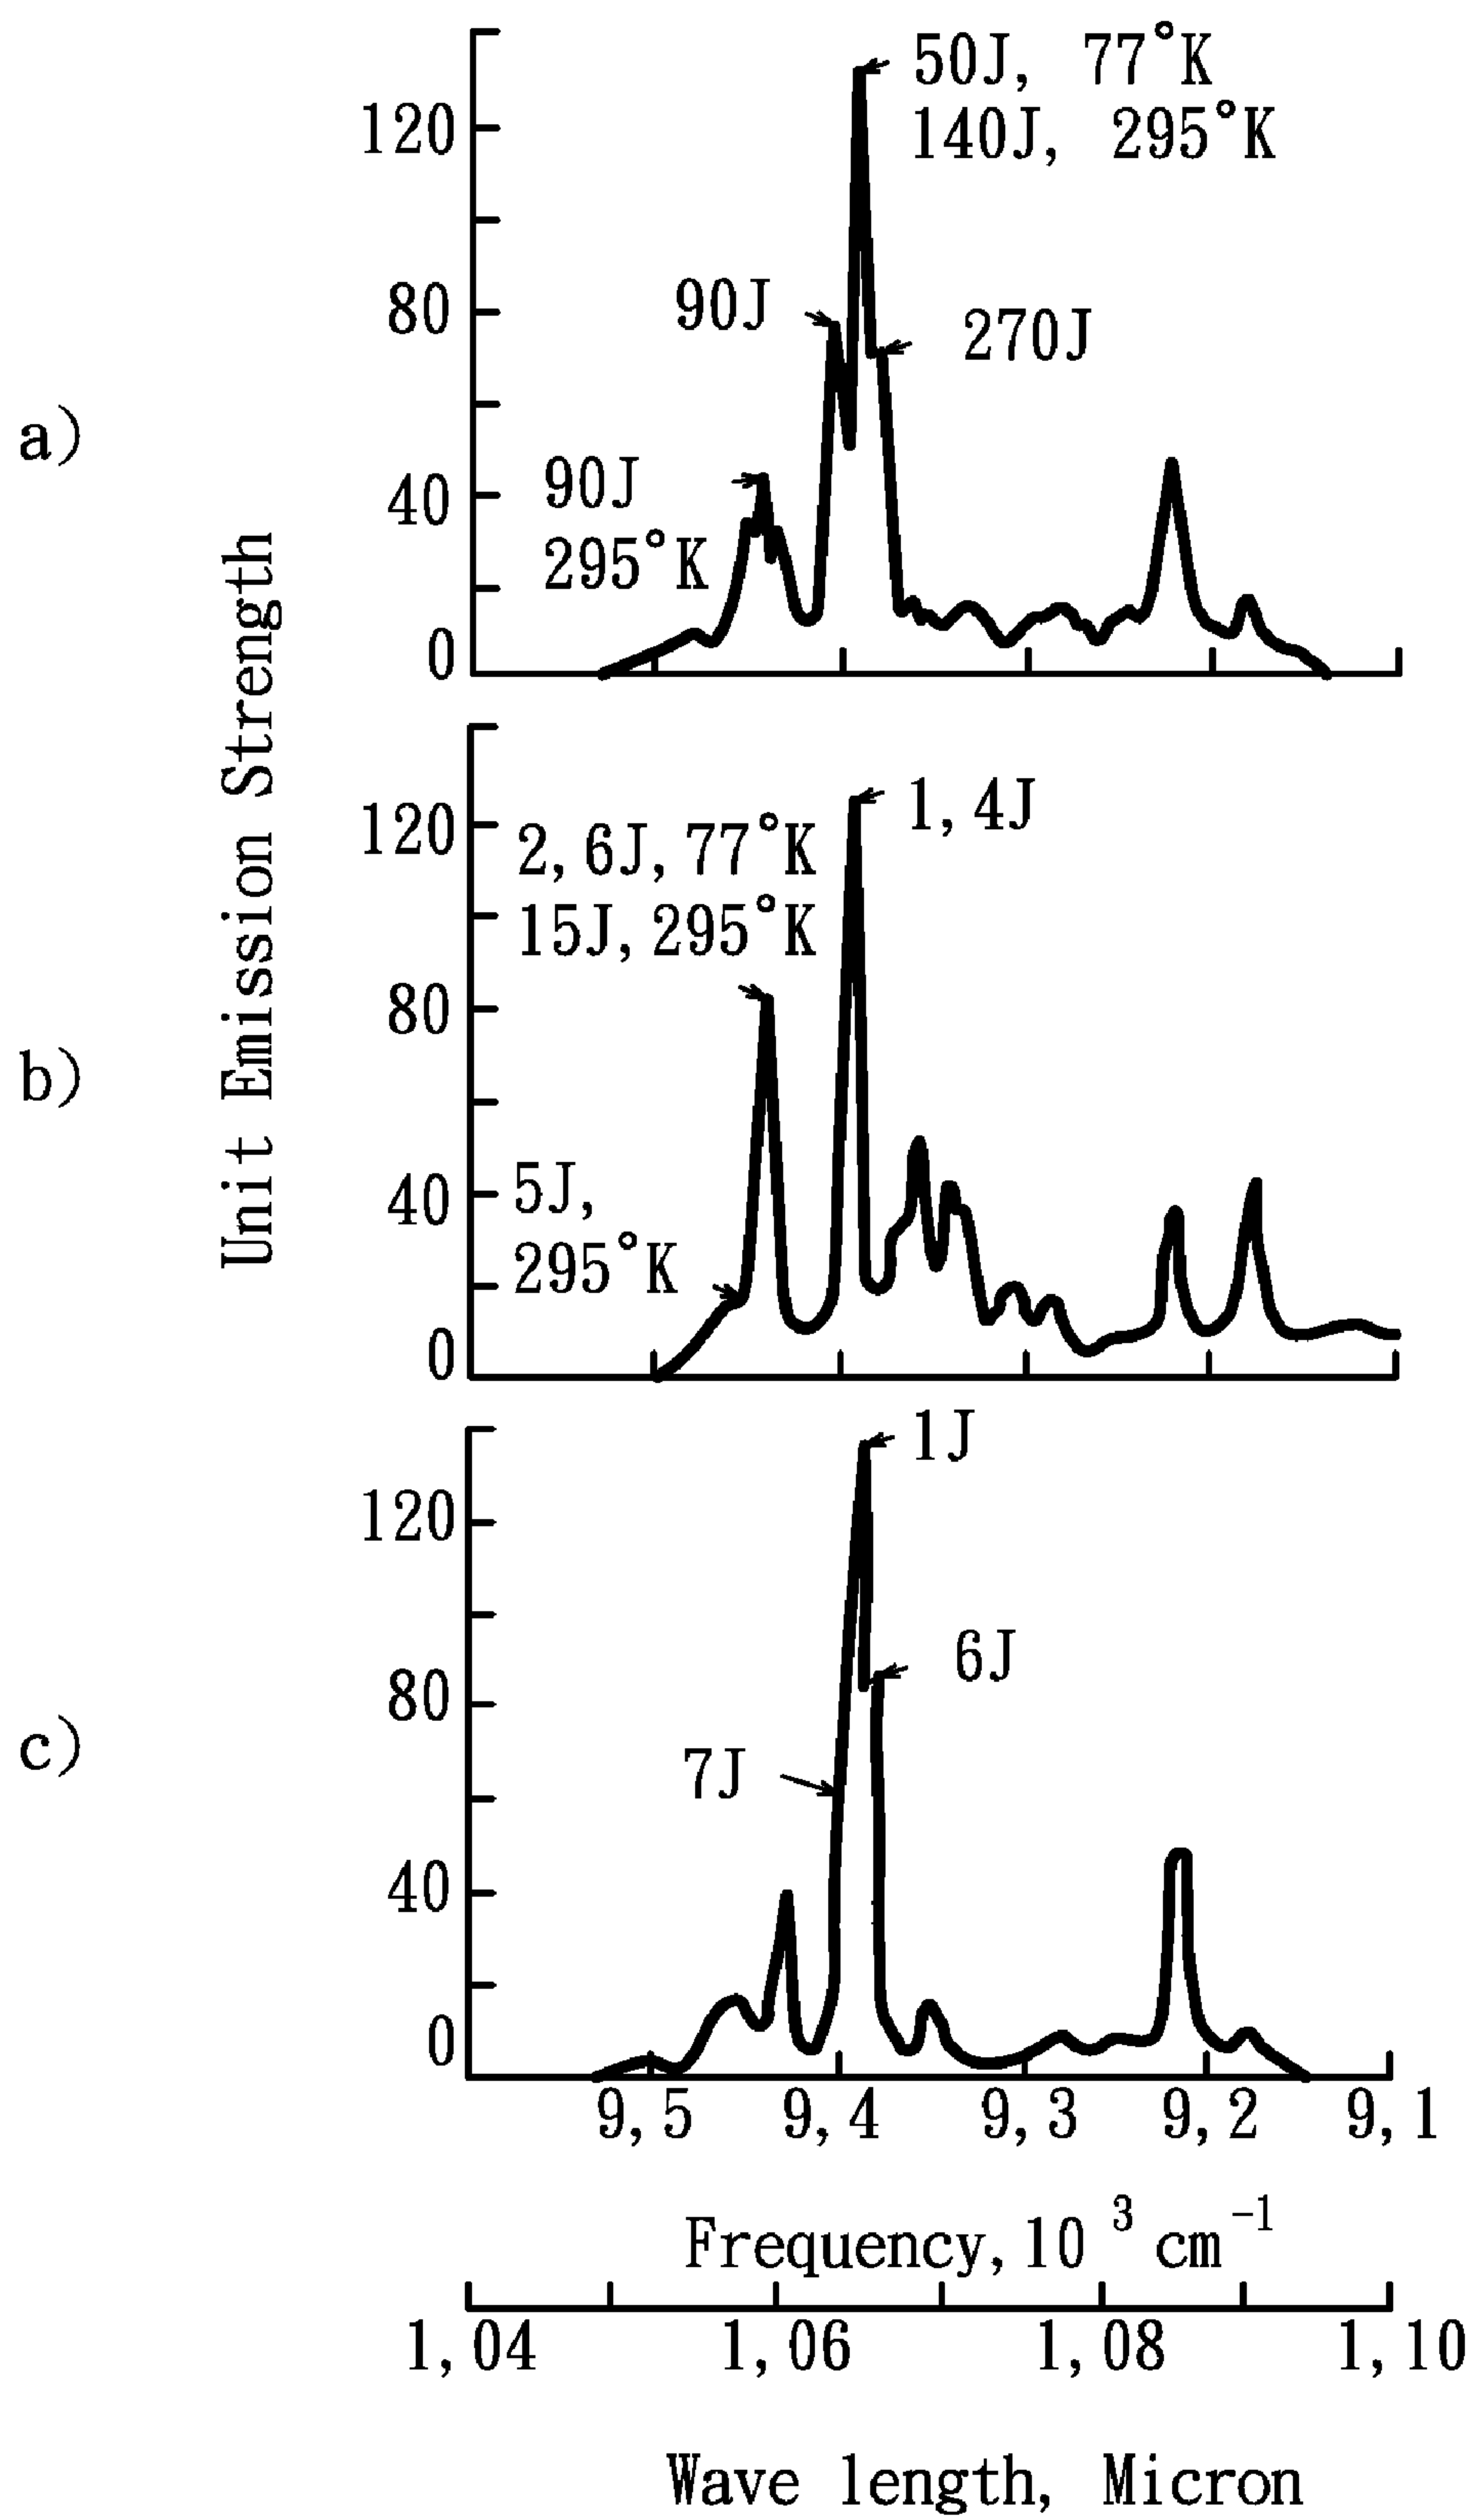 Unit Emission Strength
a)
120
80
40
0
50J, 77°K
140J, 295°K
90J
270J
90J
295°K
b)
120
80
40
0
2,6J,77°K
15J,295°K
1,4J
5J,
295°K
c)
120
80
40
0
1J
6J
7J
9,5 9,4 9,3 9,2 9,1
Frequency, 10 3 cm -1
1,04 1,06 1,08 1,10
Wave length, Micron